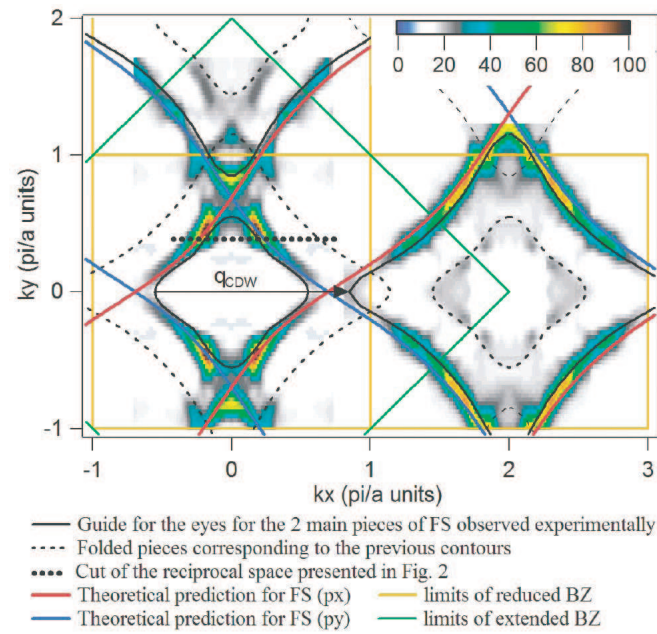 2
1
0
-1
ky (pi/a units)
0 20 40 60 80 100
qCDW
-1 0 1 2 3
kx (pi/a units)
Guide for the eyes for the 2 main pieces of FS observed experimentally
Folded pieces corresponding to the previous contours
Cut of the reciprocal space presented in Fig. 2
Theoretical prediction for FS (px) limits of reduced BZ
Theoretical prediction for FS (py) limits of extended BZ